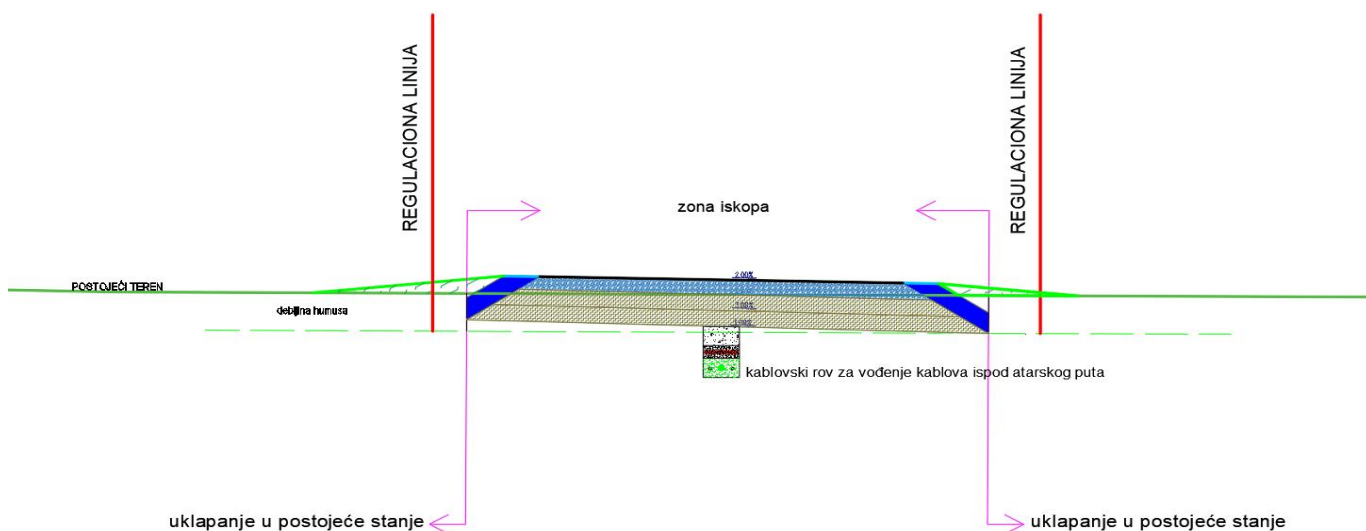 REGULACIONA LINIJA
REGULACIONA LINIJA
zona iskopa
2.00%
POSTOJEĆI TEREN
debljina humusa
kablovski rov za vođenje kablova ispod atarskog puta
uklapanje u postojeće stanje
uklapanje u postojeće stanje